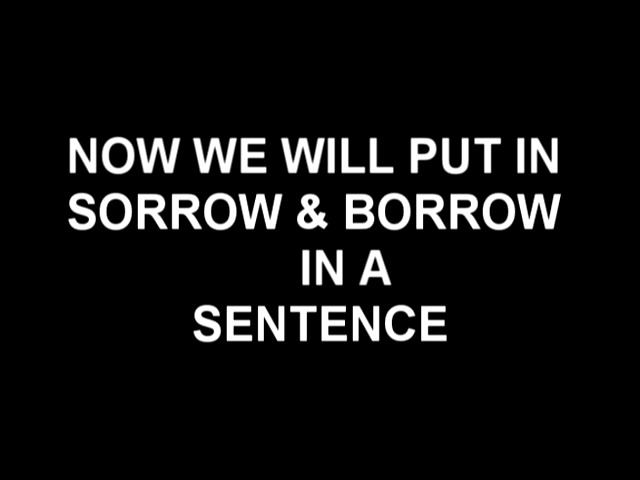 NOW WE WILL PUT IN
SORROW & BORROW
IN A
SENTENCE